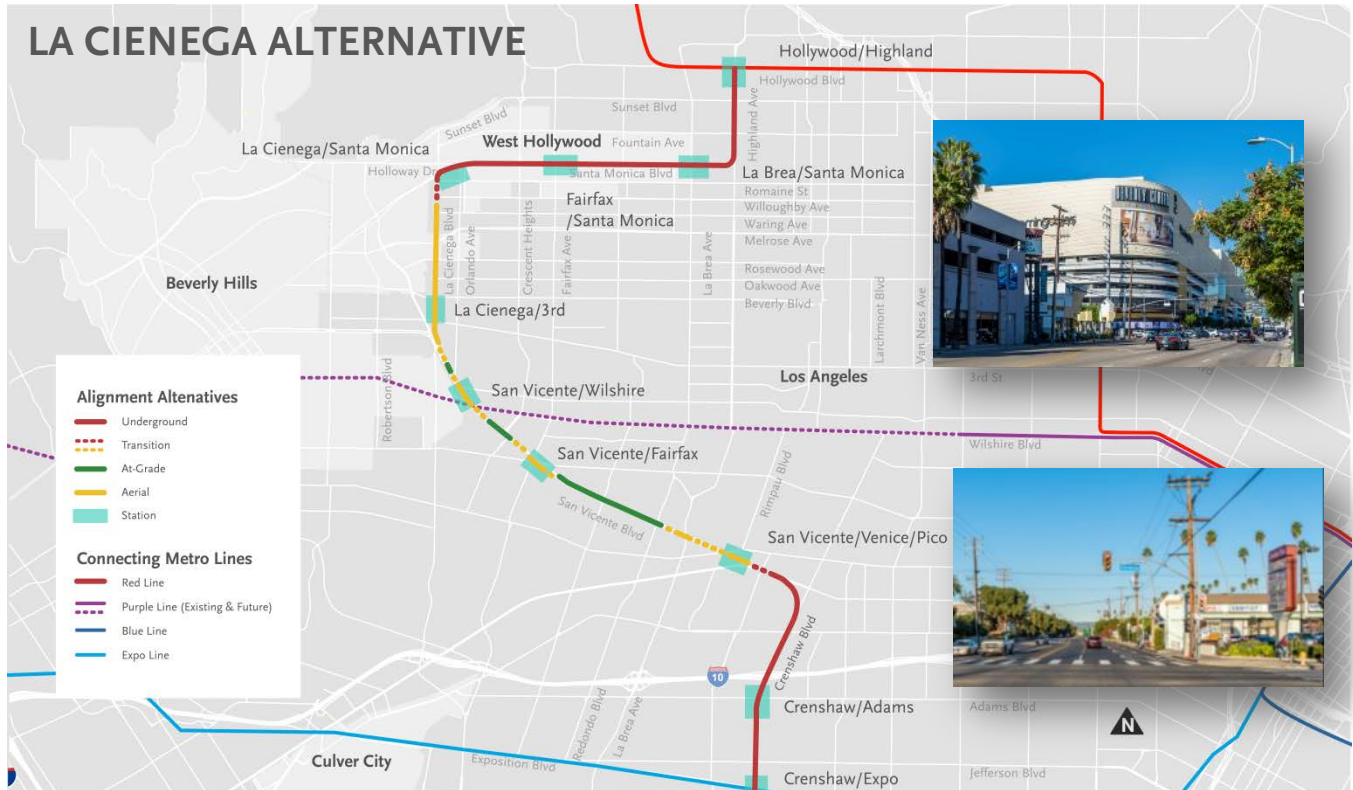 LA CIENEGA ALTERNATIVE
Hollywood/Highland
Hollywood Blvd
Sunset Blvd
Sunset Blvd
Highland Ave
West Hollywood
Fountain Ave
La Cienega/Santa Monica
Holloway Dr
Santa Monica Blvd
La Brea/Santa Monica
Romaine St
Fairfax
/Santa Monica
Willoughby Ave
Waring Ave
Melrose Ave
La Cienega Blvd
Orlando Ave
Crescent Heights
Fairfax Ave
La Brea Ave
Rosewood Ave
Oakwood Ave
Beverly Blvd
Larchmont Blvd
Van Ness Ave
Beverly Hills
La Cienega/3rd
Robertson Blvd
San Vicente/Wilshire
Los Angeles
3rd St
Wilshire Blvd
Alignment Altenatives
Underground
Transition
At-Grade
Aerial
Station
Connecting Metro Lines
Red Line
Purple Line (Existing & Future)
Blue Line
Expo Line
San Vicente/Fairfax
Rimpau Blvd
San Vicente Blvd
San Vicente/Venice/Pico
Crenshaw Blvd
10
Crenshaw/Adams
Adams Blvd
Redondo Blvd
La Brea Ave
N
Culver City
Exposition Blvd
Crenshaw/Expo
Jefferson Blvd